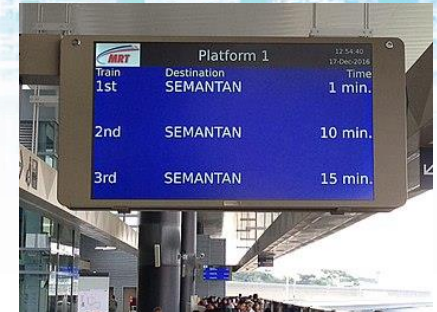 MRT
Platform 1
12:54:40
17-Dec-2016
Train Destination Time
1st SEMANTAN 1 min.
2nd SEMANTAN 10 min.
3rd SEMANTAN 15 min.